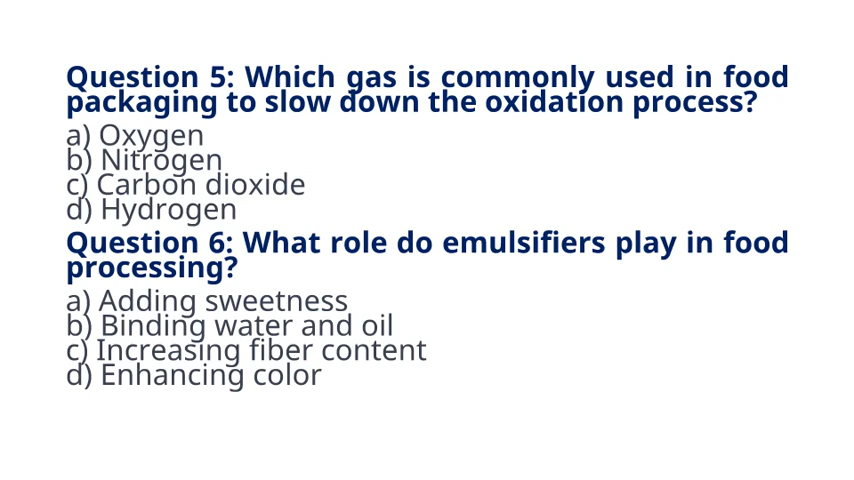 Question 5: Which gas is commonly used in food
packaging to slow down the oxidation process?
a) Oxygen
b) Nitrogen
c) Carbon dioxide
d) Hydrogen
Question 6: What role do emulsifiers play in food
processing?
a) Adding sweetness
b) Binding water and oil
c) Increasing fiber content
d) Enhancing color